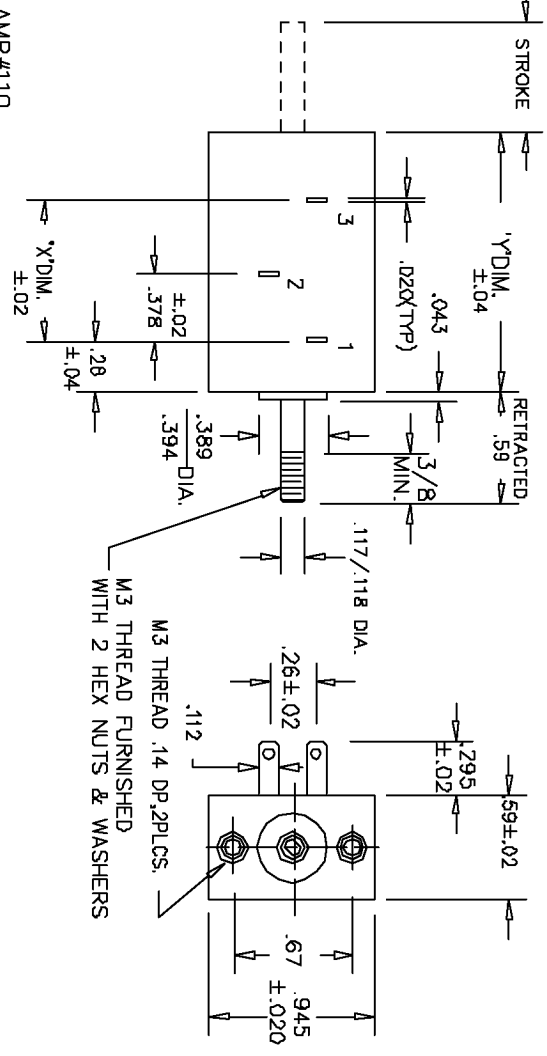 STROKE
'Y'DIM.
±.04
RETRACTED
.59
.020(TYP)
.043
3/8
MIN.
3
2
1
"X"DIM.
±.02
±.02
.378
.28
±.04
.389
.394
DIA.
.117/.118 DIA.
M3 THREAD FURNISHED
WITH 2 HEX NUTS & WASHERS
.295
±.02
.59±.02
.26±.02
.112
M3 THREAD .14 DP,2PLCS.
.67
.945
±.020
AMP#110